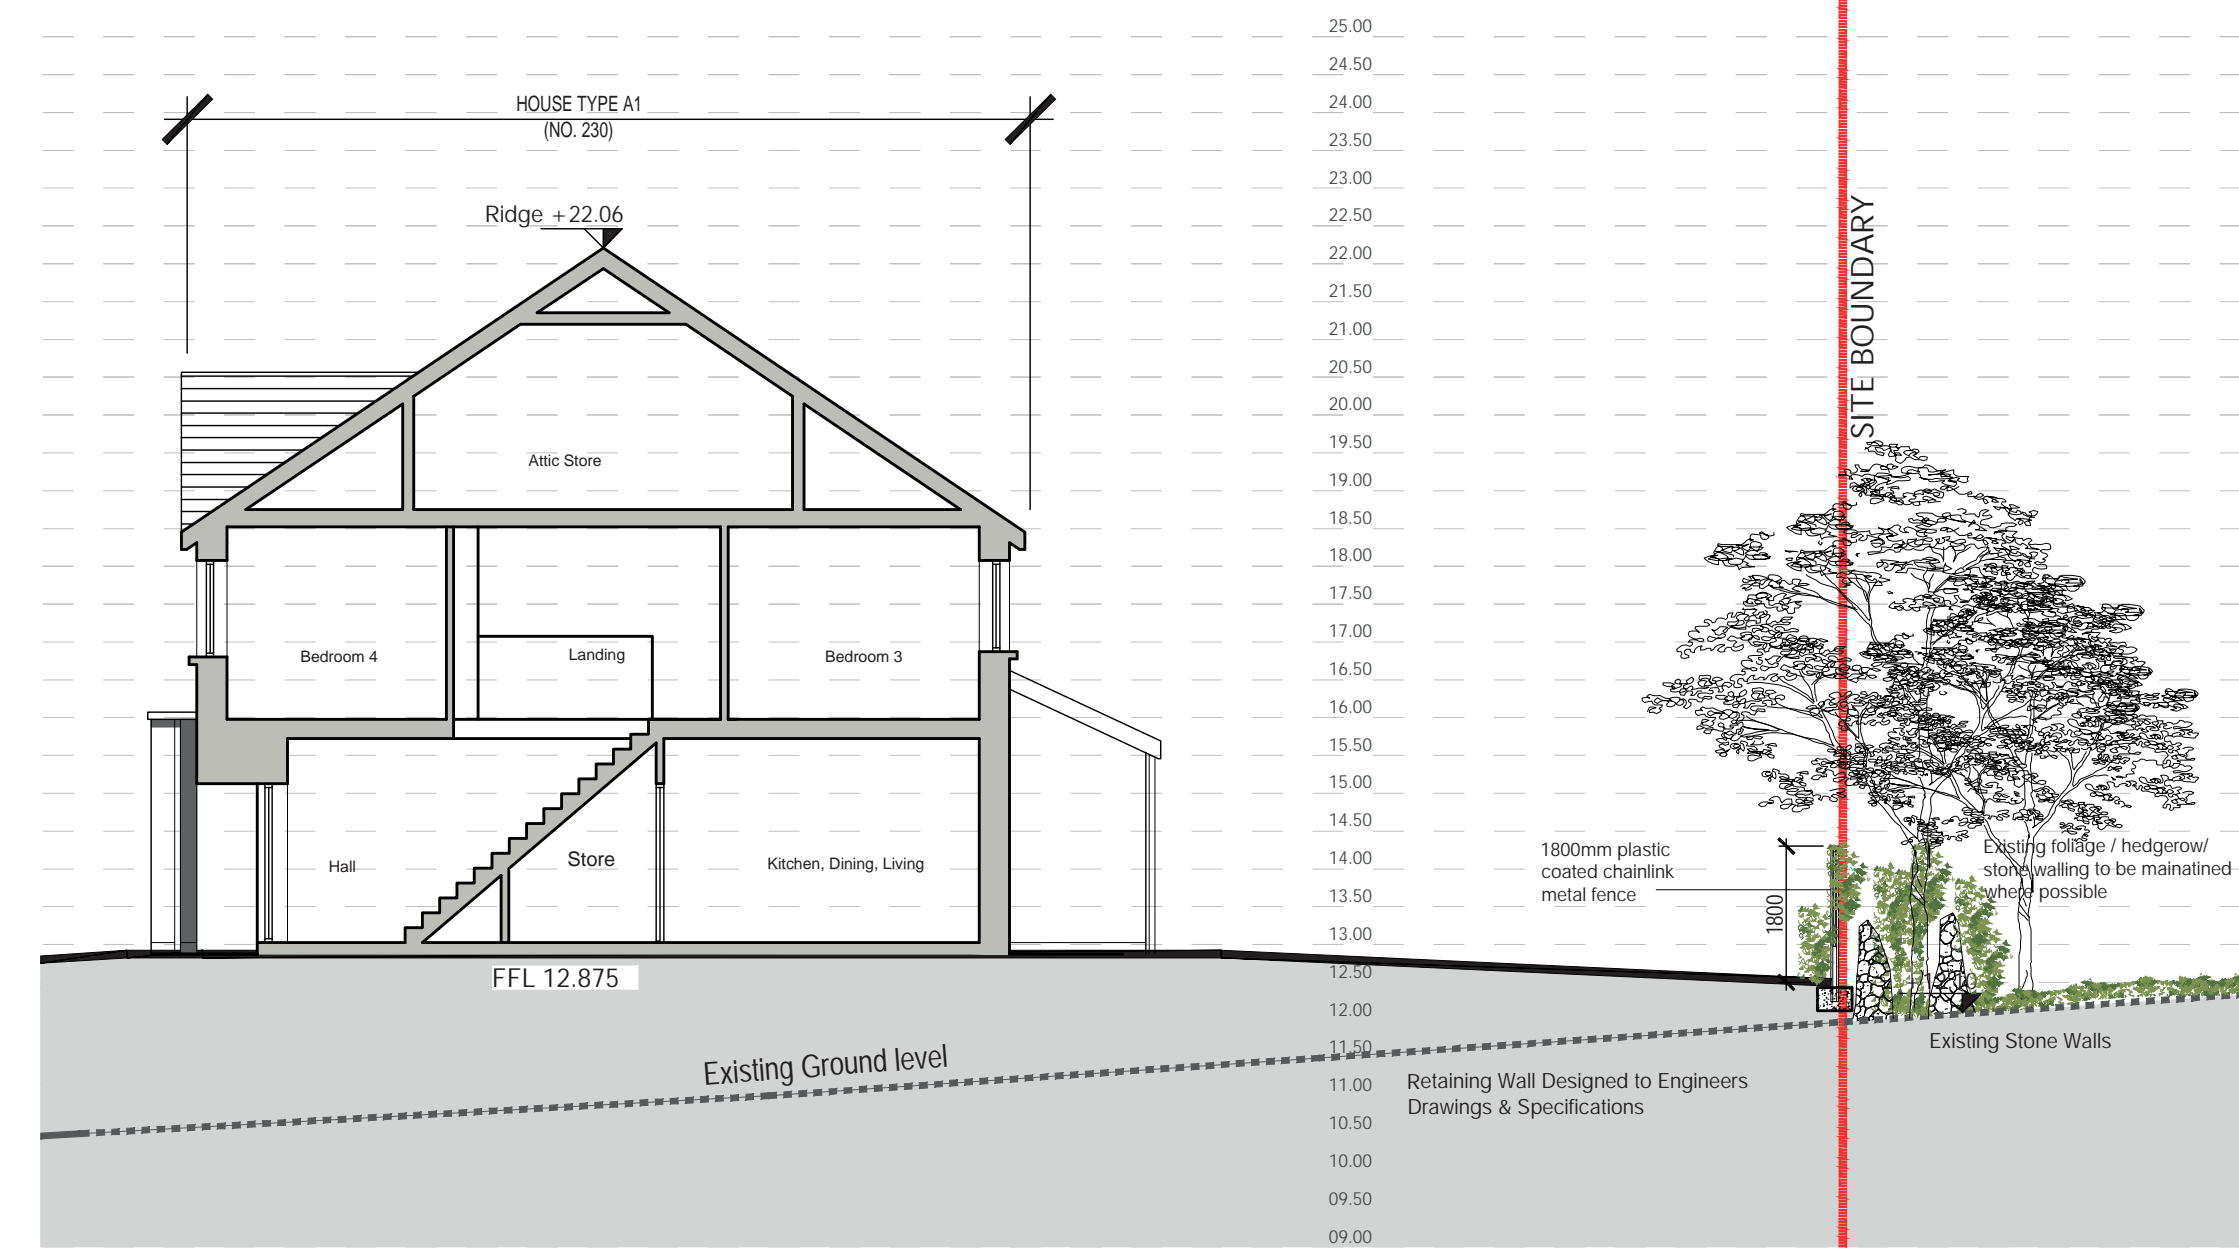 25.00
24.50
24.00
23.50
23.00
22.50
22.00
21.50
21.00
20.50
20.00
19.50
19.00
18.50
18.00
17.50
17.00
16.50
16.00
15.50
15.00
14.50
14.00
13.50
13.00
12.50
12.00
11.50
11.00
10.50
10.00
09.50
09.00
HOUSE TYPE A1
(NO. 230)
Ridge +22.06
Attic Store
Bedroom 4
Landing
Bedroom 3
Hall
Store
Kitchen, Dining, Living
FFL 12.875
Existing Ground level
SITE BOUNDARY
1800mm plastic
coated chainlink
metal fence
1800
Existing foliage / hedgerow/
stone walling to be mainatined
where possible
Existing Stone Walls
Retaining Wall Designed to Engineers
Drawings & Specifications